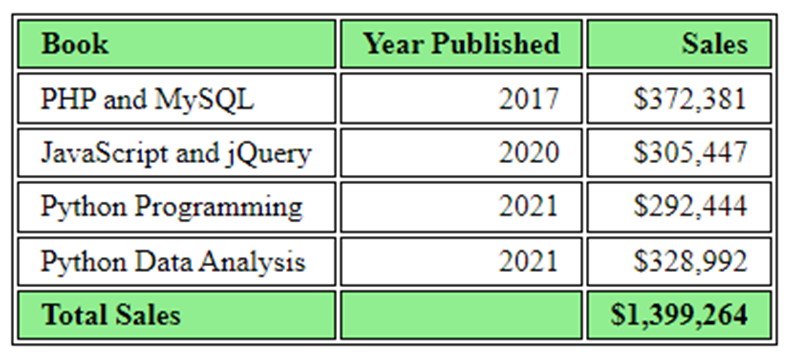 Book Year Published Sales
PHP and MySQL 2017 $372,381
JavaScript and jQuery 2020 $305,447
Python Programming 2021 $292,444
Python Data Analysis 2021 $328,992
Total Sales $1,399,264